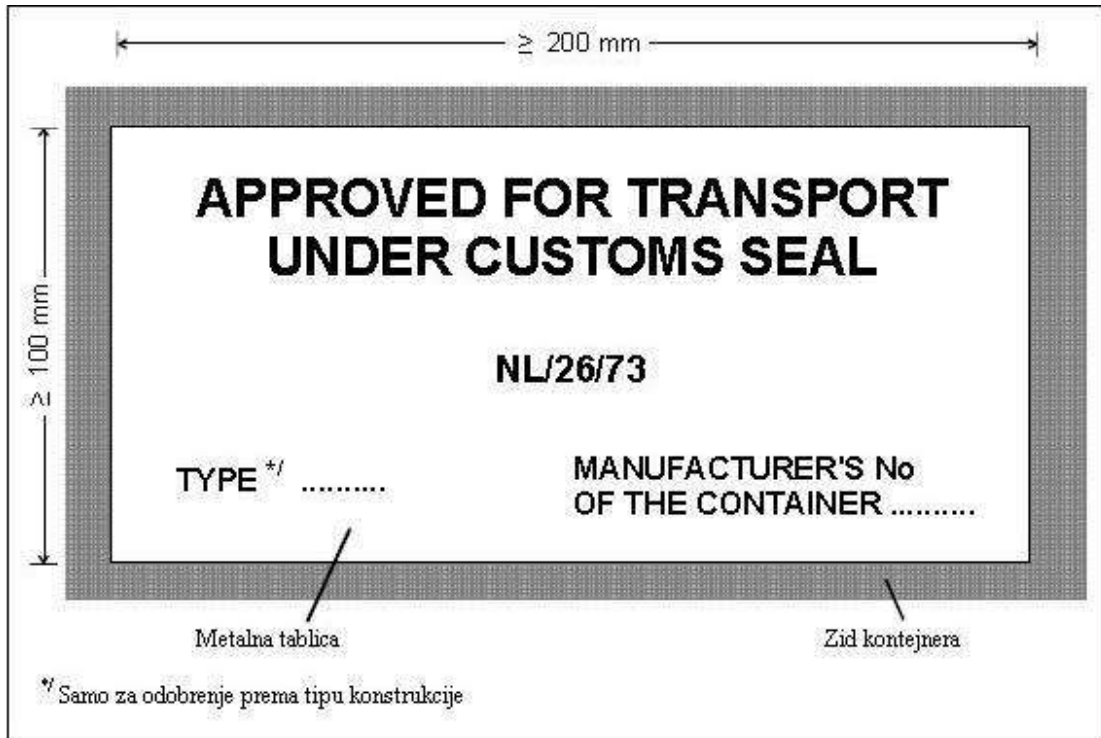 ≥ 200 mm
≥ 100 mm
APPROVED FOR TRANSPORT
UNDER CUSTOMS SEAL
NL/26/73
TYPE */ ..........
MANUFACTURER'S No
OF THE CONTAINER ..........
Metalna tablica
Zid kontejnera
*/ Samo za odobrenje prema tipu konstrukcije